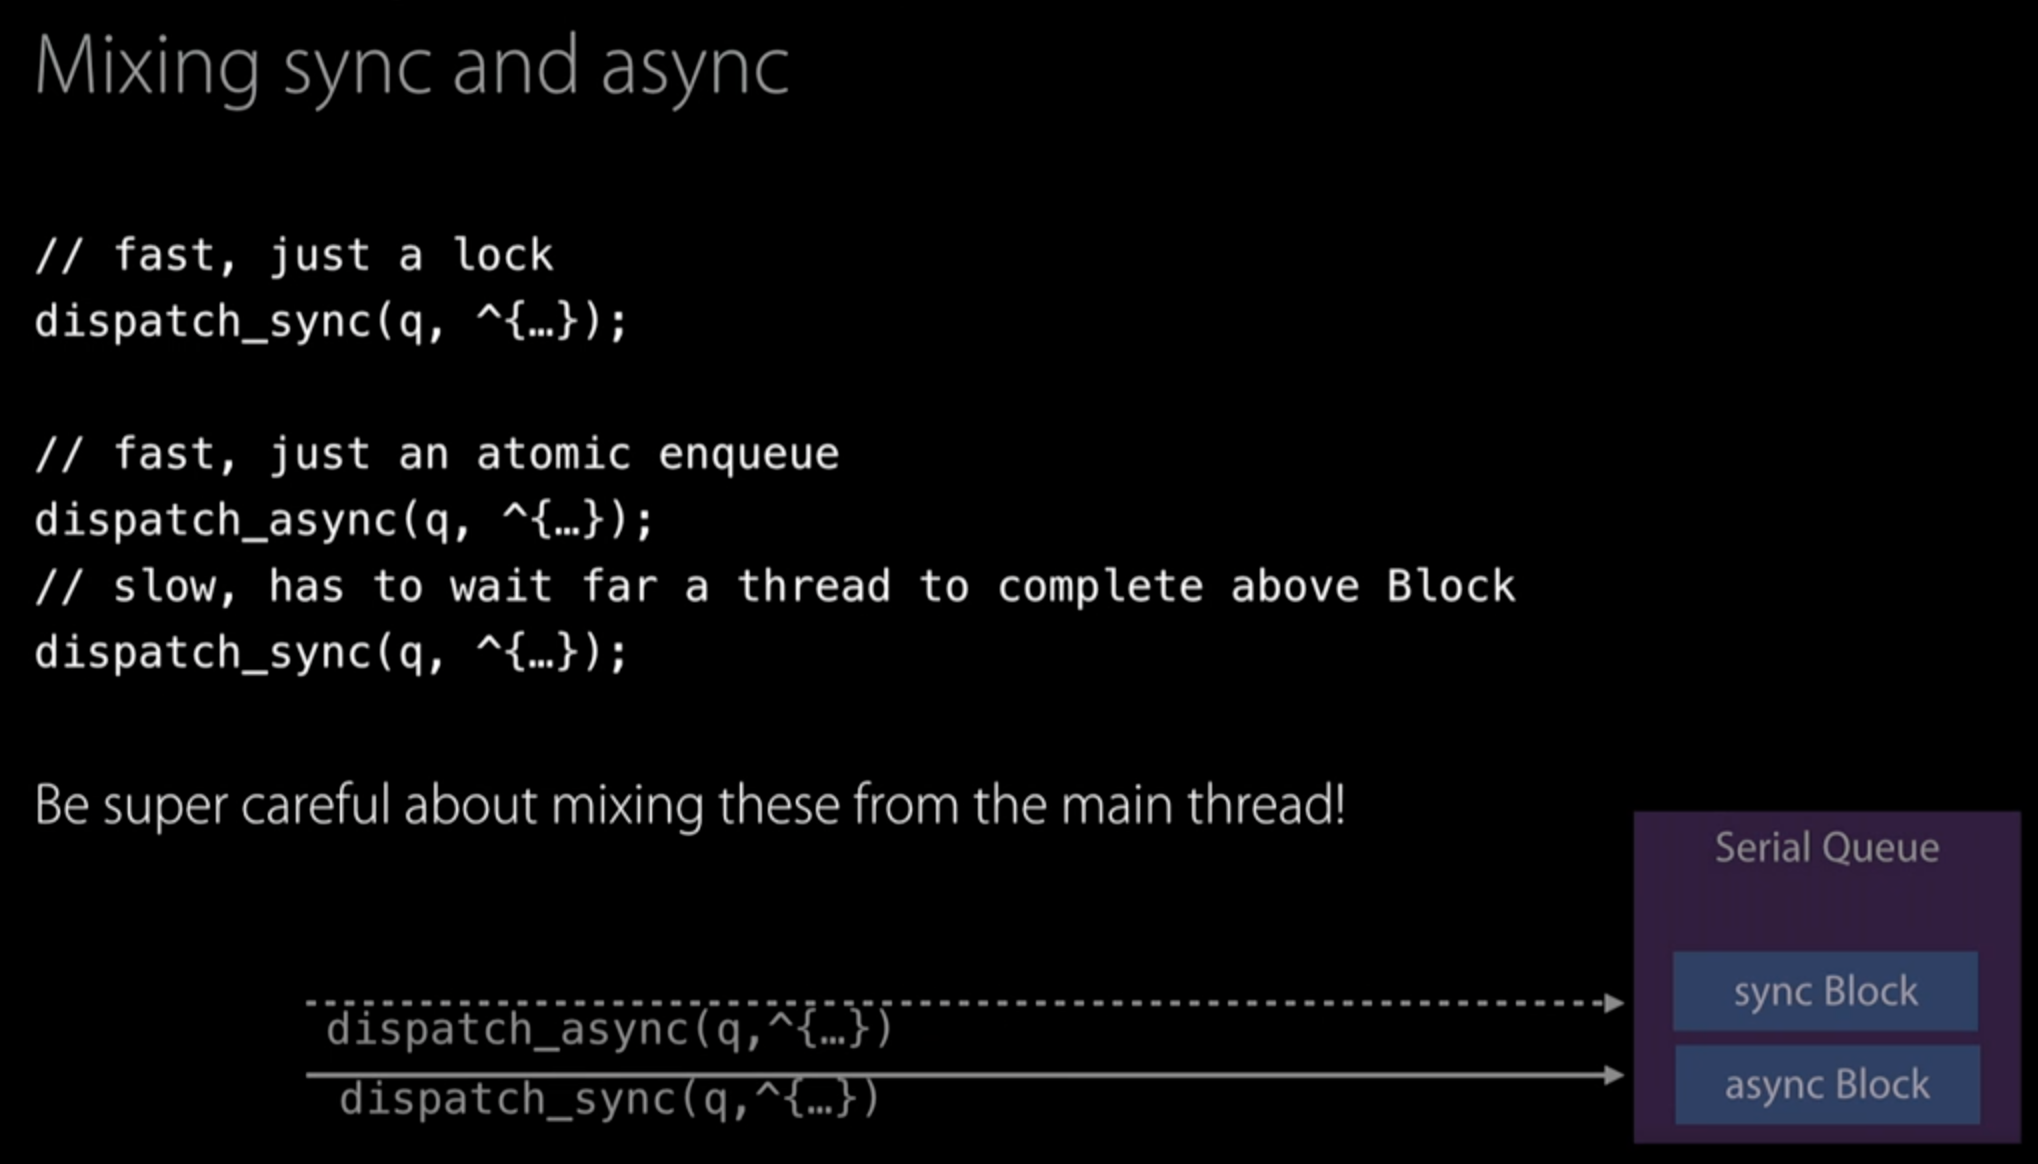 Mixing sync and async
// fast, just a lock
dispatch_sync(q, ^{…});
// fast, just an atomic enqueue
dispatch_async(q, ^{…});
// slow, has to wait far a thread to complete above Block
dispatch_sync(q, ^{…});
Be super careful about mixing these from the main thread!
Serial Queue
sync Block
dispatch_async(q,^{…})
async Block
dispatch_sync(q,^{…})